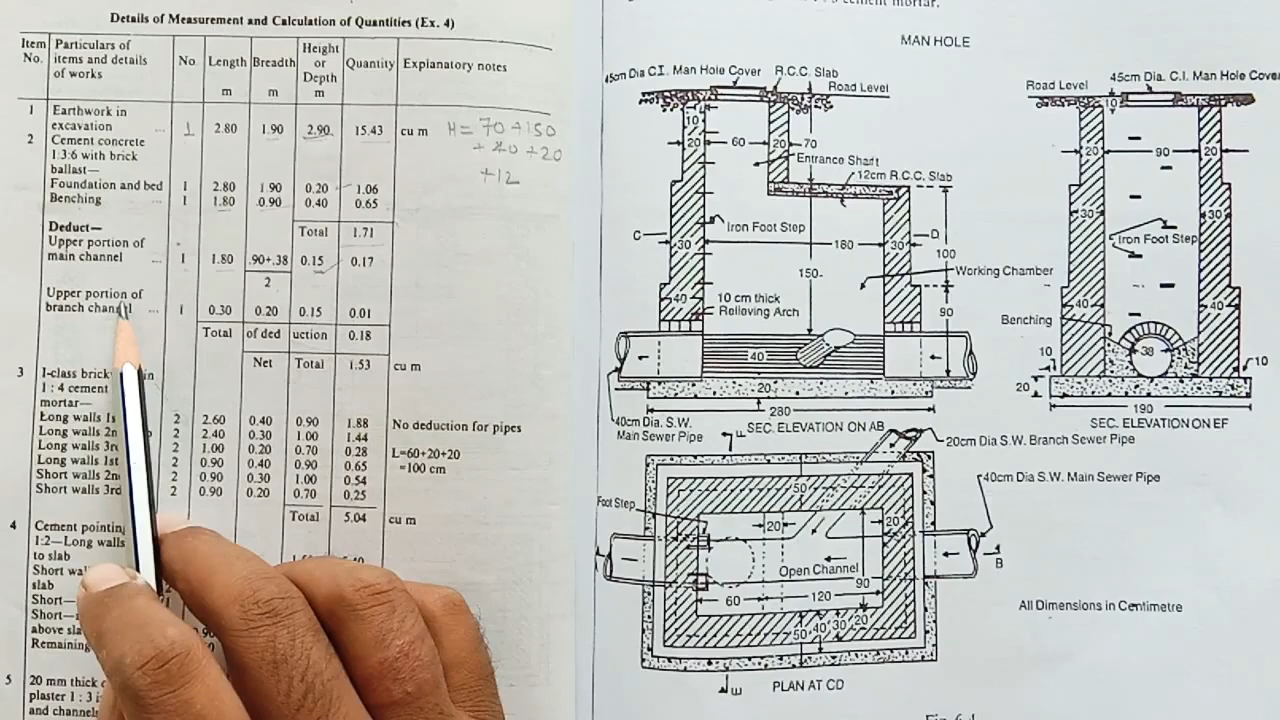 Details of Measurement and Calculation of Quantities (Ex. 4)
Item No. Particulars of items and details of works No. Length m Breadth m Height or Depth m Quantity Explanatory notes
1 Earthwork in
excavation ... 1 2.80 1.90 2.90 15.43 cu m H = 70 + 150
+ 40 + 20
+ 12
2 Cement concrete
1:3:6 with brick
ballast—
Foundation and bed 1 2.80 1.90 0.20 1.06
Benching 1 1.80 0.90 0.40 0.65
Total 1.71
Deduct—
Upper portion of
main channel ... 1 1.80 .90+.38 0.15 0.17
2
Upper portion of
branch channel ... 1 0.30 0.20 0.15 0.01
Total of ded uction 0.18
Net Total 1.53 cu m
3 I-class brick in
1 : 4 cement
mortar—
Long walls 1s 2 2.60 0.40 0.90 1.88 No deduction for pipes
Long walls 2n 2 2.40 0.30 1.00 1.44
Long walls 3r 2 1.00 0.20 0.70 0.28 L=60+20+20
Long walls 1st 2 0.90 0.40 0.90 0.65 =100 cm
Short walls 2n 2 0.90 0.30 1.00 0.54
Short walls 3rd 2 0.90 0.20 0.70 0.25
Total 5.04 cu m
4 Cement pointing
1:2—Long walls
to slab
Short wal
slab
Short—
Short—
above sla
Remaining
5 20 mm thick
plaster 1 : 3
and channels
cement mortar.
MAN HOLE
45cm Dia C.I. Man Hole Cover R.C.C. Slab
Road Level
10
20 60 20 70
Entrance Shaft
12cm R.C.C. Slab
Iron Foot Step
C D
30 180 30
100
150
Working Chamber
40 10 cm thick
Relieving Arch
90
40
20
280
40cm Dia S.W.
Main Sewer Pipe
SEC. ELEVATION ON AB
Road Level 45cm Dia. C.I. Man Hole Cover
10
20 90 20
30 30
Iron Foot Step
40 40
Benching
38
10 10
20
190
SEC. ELEVATION ON EF
F
20cm Dia S.W. Branch Sewer Pipe
40cm Dia S.W. Main Sewer Pipe
Foot Step
50
20 20
Open Channel
B
90
60 120
50 40 30 20
E
PLAN AT CD
All Dimensions in Centimetre